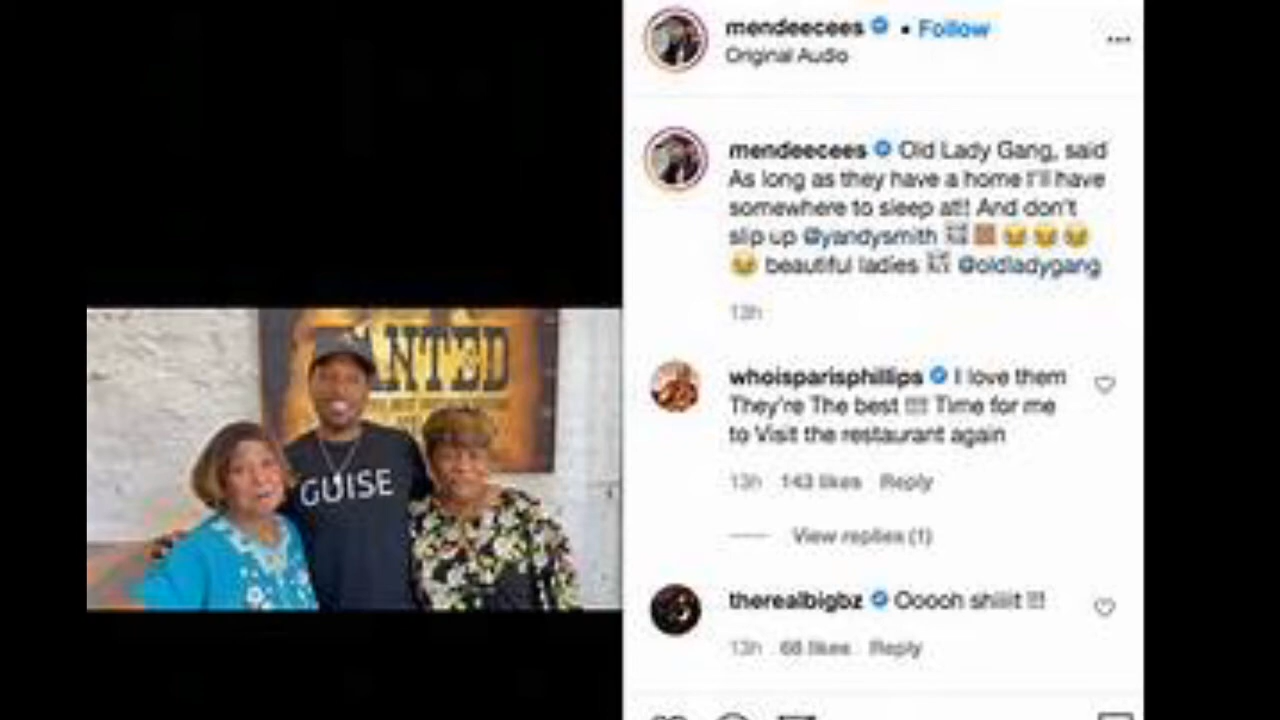 mendeecees • Follow
Original Audio
mendeecees Old Lady Gang, said
As long as they have a home I'll have
somewhere to sleep at!! And don't
slip up @yandysmith
beautiful ladies @oldladygang
13h
whoisparisphillips I love them
They're The best !!!! Time for me
to Visit the restaurant again
13h 143 likes Reply
View replies (1)
therealbigbz Ooooh shiiit !!!
13h 68 likes Reply
ANTED
GUISE